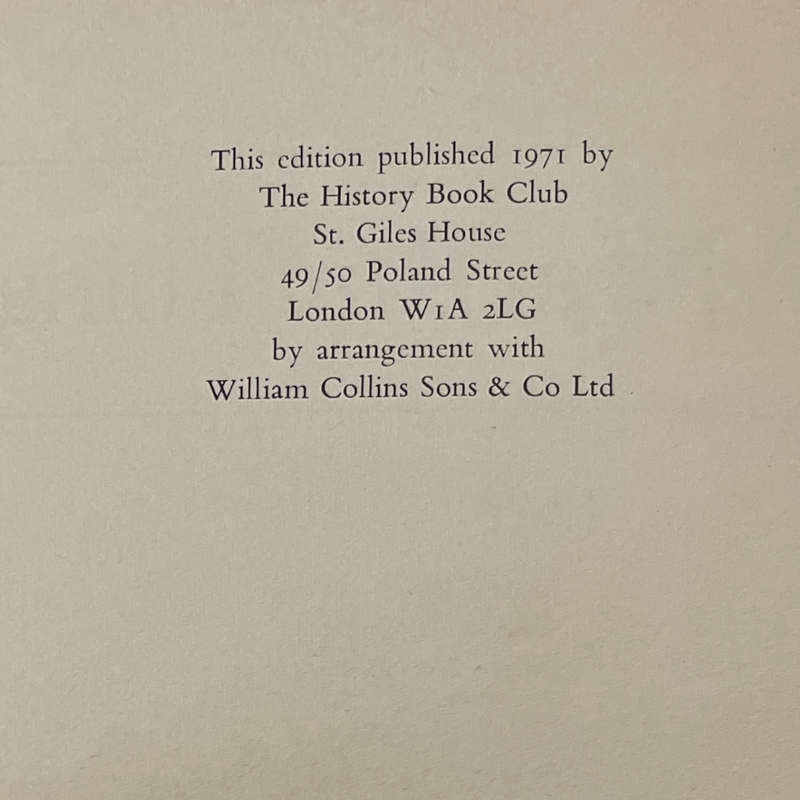 This edition published 1971 by
The History Book Club
St. Giles House
49/50 Poland Street
London W1A 2LG
by arrangement with
William Collins Sons & Co Ltd